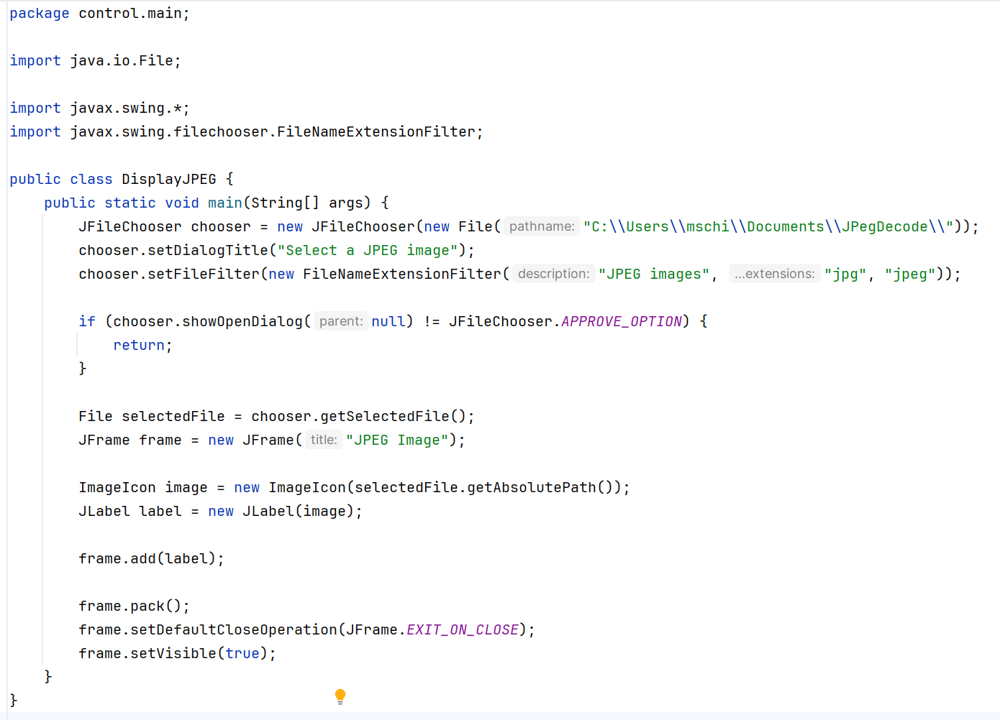 package control.main;
import java.io.File;
import javax.swing.*;
import javax.swing.filechooser.FileNameExtensionFilter;
public class DisplayJPEG {
public static void main(String[] args) {
JFileChooser chooser = new JFileChooser(new File( pathname: "C:\\Users\\mschi\\Documents\\JPegDecode\\"));
chooser.setDialogTitle("Select a JPEG image");
chooser.setFileFilter(new FileNameExtensionFilter( description: "JPEG images", ...extensions: "jpg", "jpeg"));
if (chooser.showOpenDialog( parent: null) != JFileChooser.APPROVE_OPTION) {
return;
}
File selectedFile = chooser.getSelectedFile();
JFrame frame = new JFrame( title: "JPEG Image");
ImageIcon image = new ImageIcon(selectedFile.getAbsolutePath());
JLabel label = new JLabel(image);
frame.add(label);
frame.pack();
frame.setDefaultCloseOperation(JFrame.EXIT_ON_CLOSE);
frame.setVisible(true);
}
}